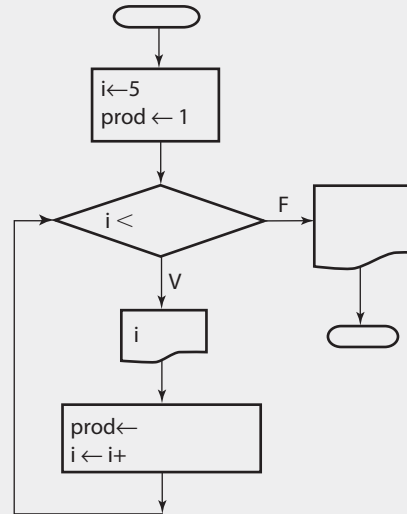 i←5
prod ← 1
i <
F
V
i
prod←
i ← i+